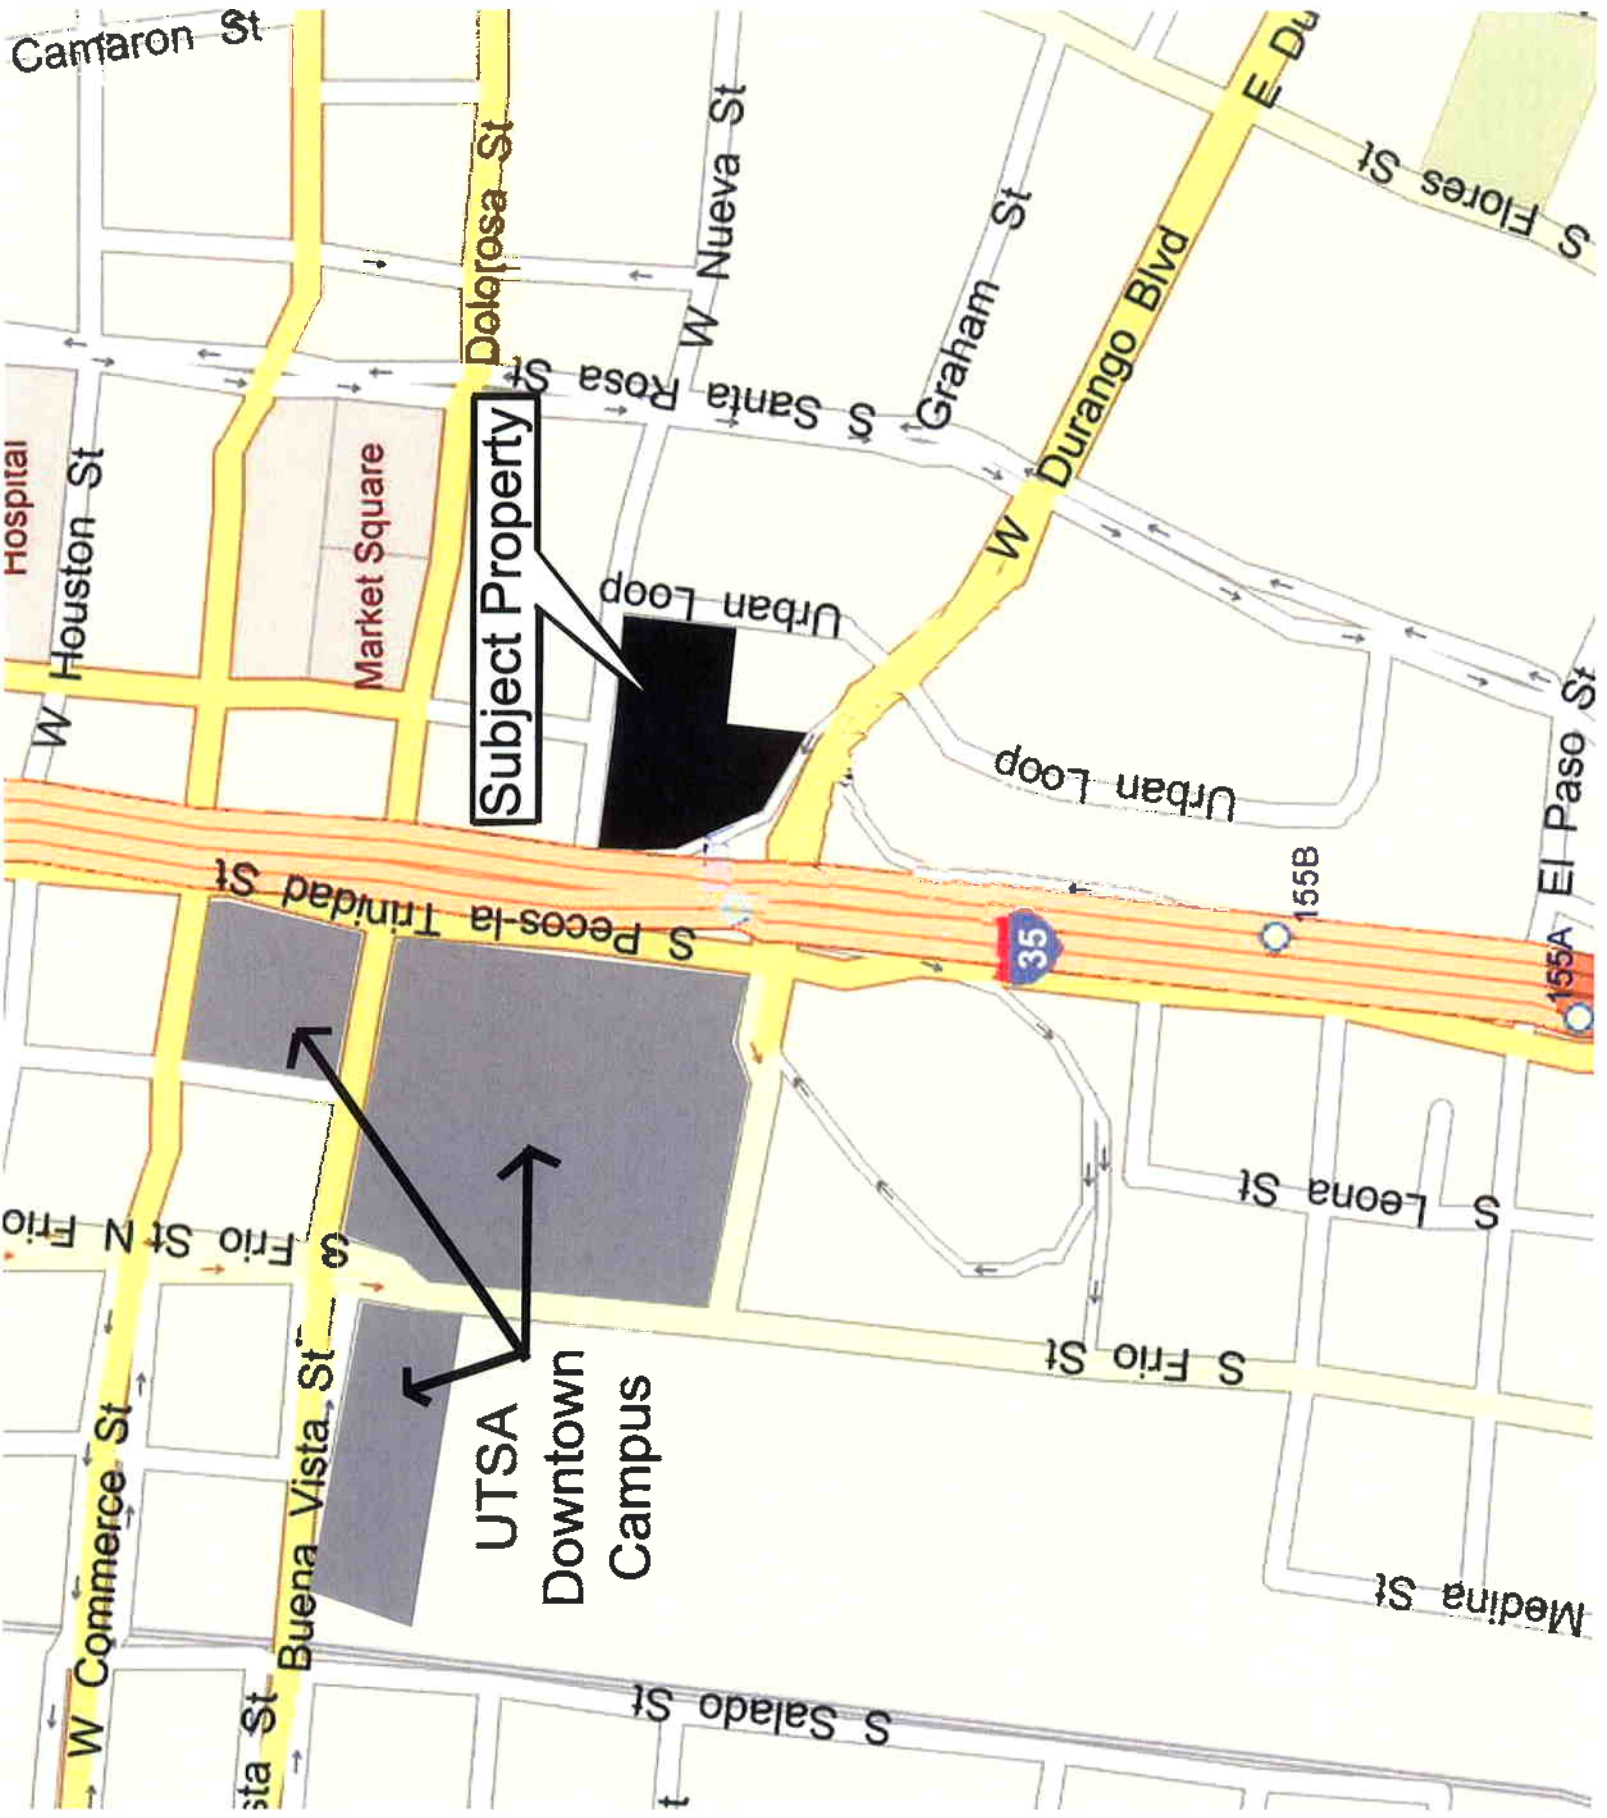 Camaron St
Dolorosa St
W Nueva St
Graham St
E Du
S Flores St
W Durango Blvd
S Santa Rosa St
Hospital
W Houston St
Market Square
Subject Property
Urban Loop
Urban Loop
El Paso St
S Pecos-la Trinidad St
35
155B
155A
N Frio
S Frio St
S Leona St
S Frio St
UTSA
Downtown
Campus
W Commerce St
Buena Vista St
sta St
Medina St
S Salado St
t